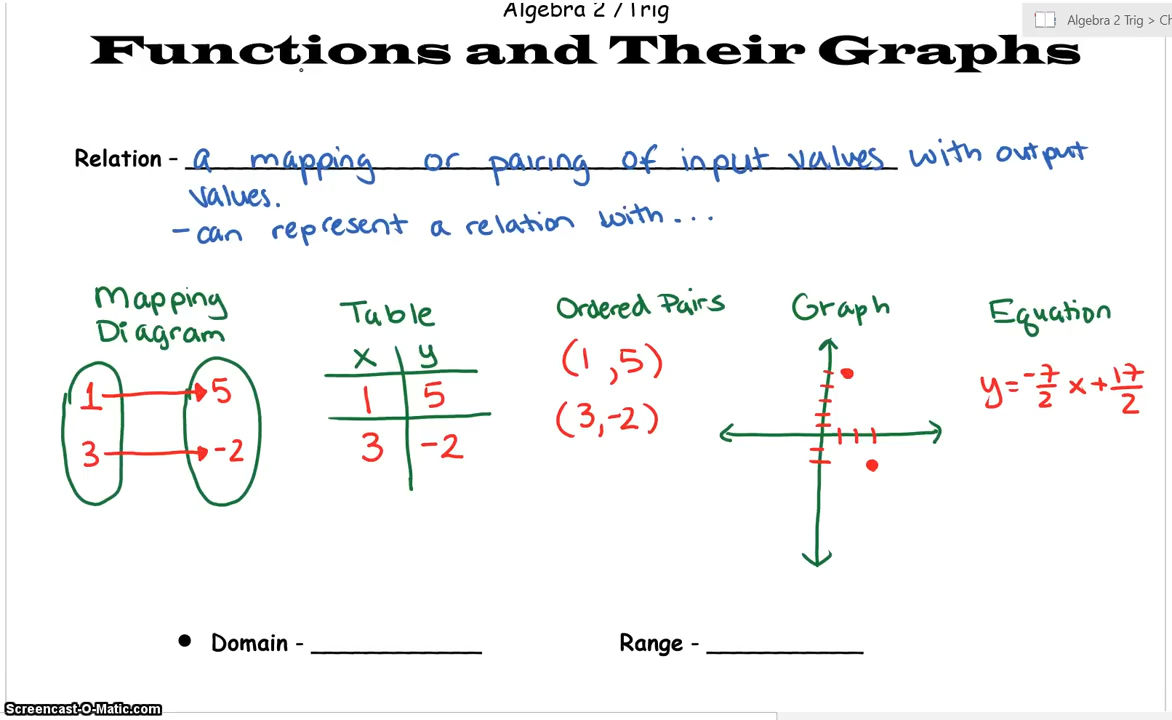 Algebra 2 / Trig
Algebra 2 Trig > Ch
Functions and Their Graphs
Relation - a mapping or pairing of input values with output
values.
- can represent a relation with...
Mapping
Diagram
1 5
3 -2
Table
x y
1 5
3 -2
Ordered Pairs
(1, 5)
(3, -2)
Graph
Equation
y = -7/2 x + 17/2
• Domain - ____________ Range - ____________
Screencast-O-Matic.com